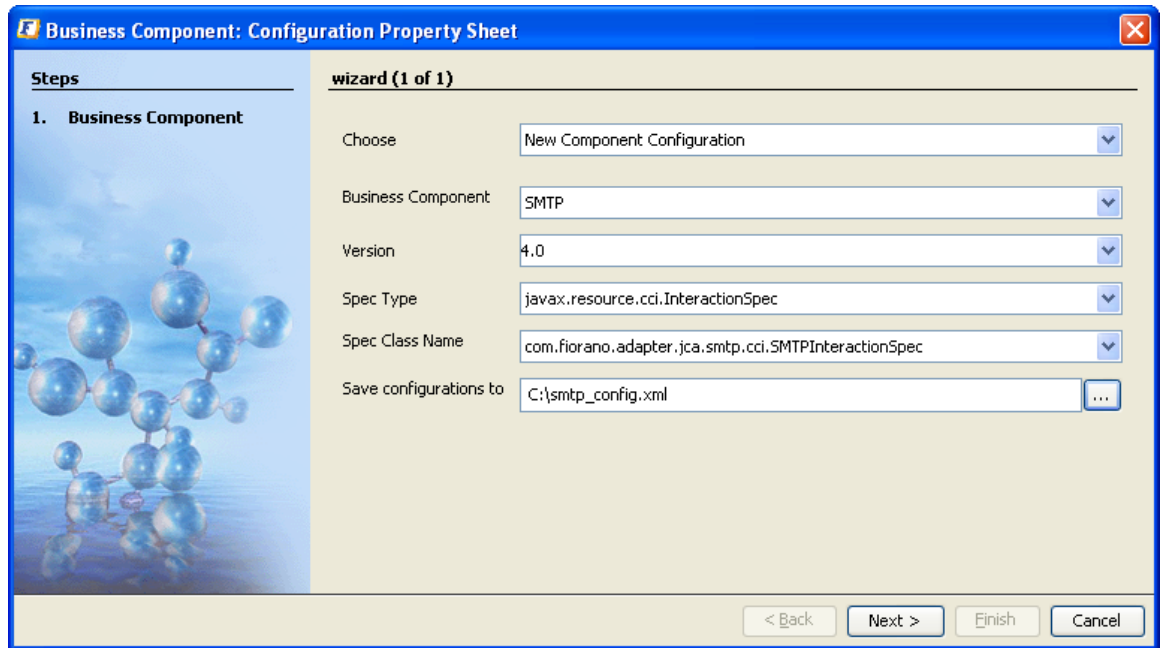 Business Component: Configuration Property Sheet
Steps
1. Business Component
wizard (1 of 1)
Choose
New Component Configuration
Business Component
SMTP
Version
4.0
Spec Type
javax.resource.cci.InteractionSpec
Spec Class Name
com.fiorano.adapter.jca.smtp.cci.SMTPInteractionSpec
Save configurations to
C:\smtp_config.xml
...
< Back
Next >
Finish
Cancel